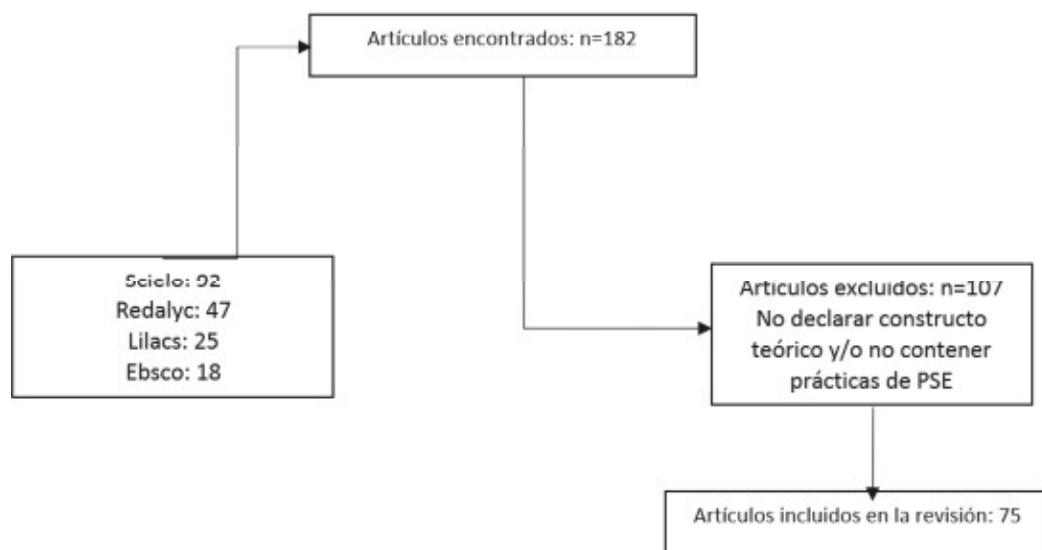 Artículos encontrados: n=182
Scielo: 92
Redalyc: 47
Lilacs: 25
Ebsco: 18
Artículos excluidos: n=107
No declarar constructo
teórico y/o no contener
prácticas de PSE
Artículos incluidos en la revisión: 75